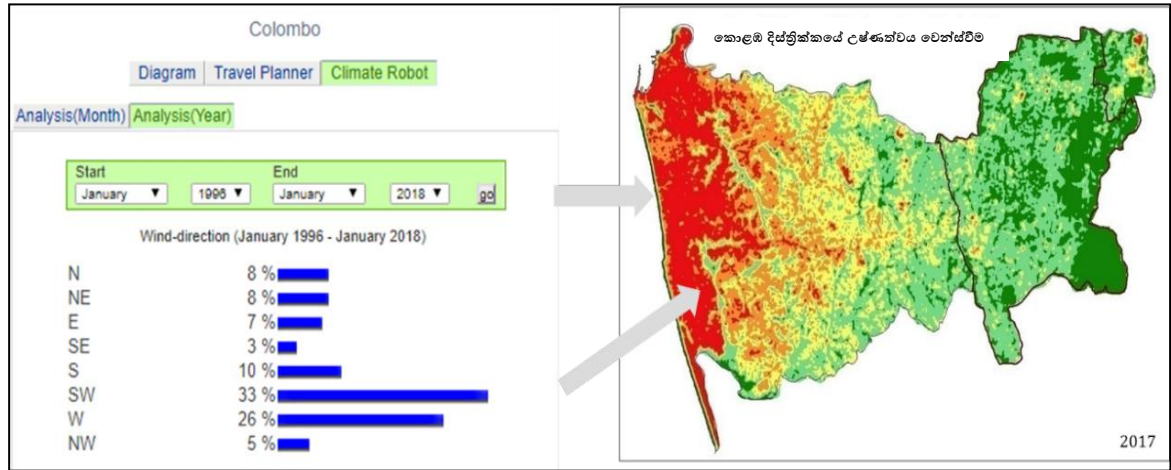 Colombo
Diagram Travel Planner Climate Robot
Analysis(Month) Analysis(Year)
Start End
January 1996 January 2018 go
Wind-direction (January 1996 - January 2018)
N 8 %
NE 8 %
E 7 %
SE 3 %
S 10 %
SW 33 %
W 26 %
NW 5 %
කොළඹ දිස්ත්‍රික්කයේ උෂ්ණත්වය වෙන්ස්වීම
2017